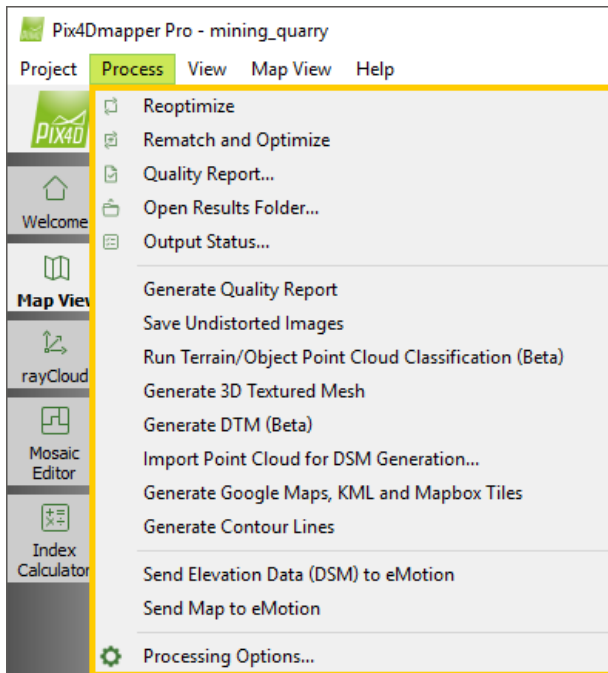 Pix4Dmapper Pro - mining_quarry
Project Process View Map View Help
PIX4D
Reoptimize
Rematch and Optimize
Quality Report...
Open Results Folder...
Output Status...
Generate Quality Report
Save Undistorted Images
Run Terrain/Object Point Cloud Classification (Beta)
Generate 3D Textured Mesh
Generate DTM (Beta)
Import Point Cloud for DSM Generation...
Generate Google Maps, KML and Mapbox Tiles
Generate Contour Lines
Send Elevation Data (DSM) to eMotion
Send Map to eMotion
Processing Options...
Welcome
Map View
rayCloud
Mosaic
Editor
Index
Calculator